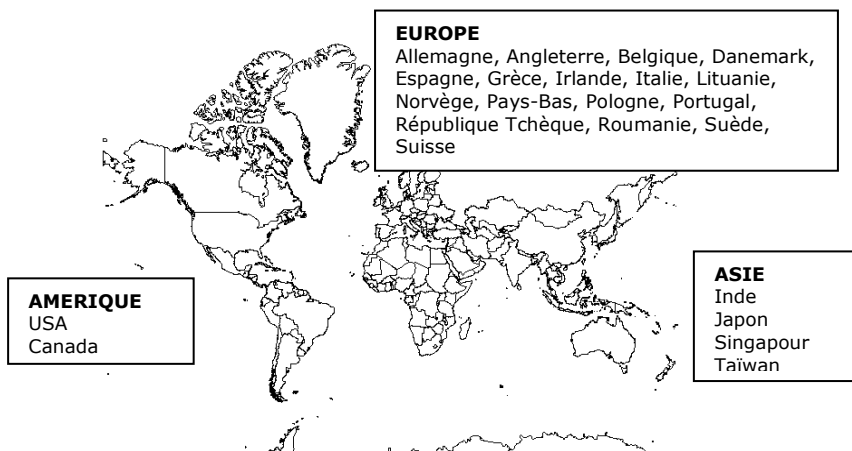 EUROPE
Allemagne, Angleterre, Belgique, Danemark,
Espagne, Grèce, Irlande, Italie, Lituanie,
Norvège, Pays-Bas, Pologne, Portugal,
République Tchèque, Roumanie, Suède,
Suisse
AMERIQUE
USA
Canada
ASIE
Inde
Japon
Singapour
Taïwan